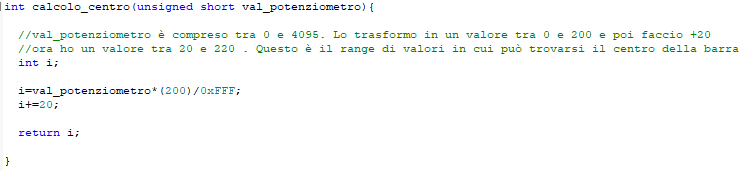 int calcolo_centro(unsigned short val_potenziometro){
//val_potenziometro è compreso tra 0 e 4095. Lo trasformo in un valore tra 0 e 200 e poi faccio +20
//ora ho un valore tra 20 e 220 . Questo è il range di valori in cui può trovarsi il centro della barra
int i;
i=val_potenziometro*(200)/0xFFF;
i+=20;
return i;
}